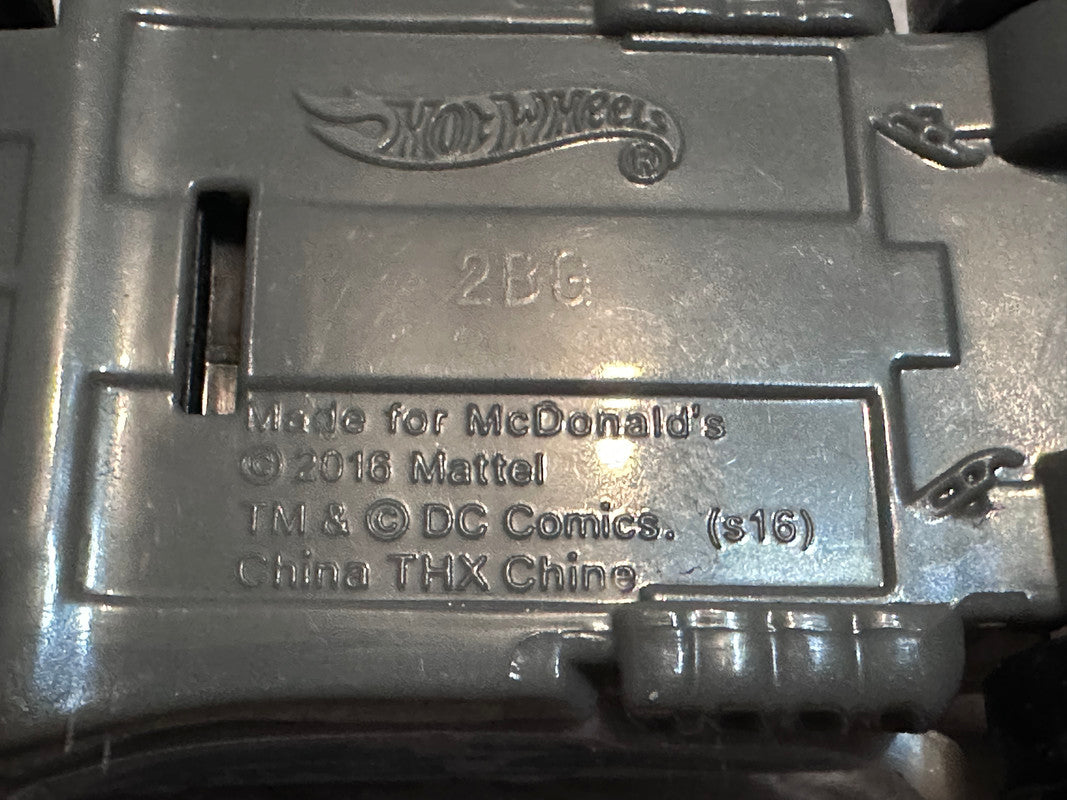 HOT WHEELS ®
2BG
Made for McDonald's
© 2016 Mattel
TM & © DC Comics. (s16)
China THX Chine